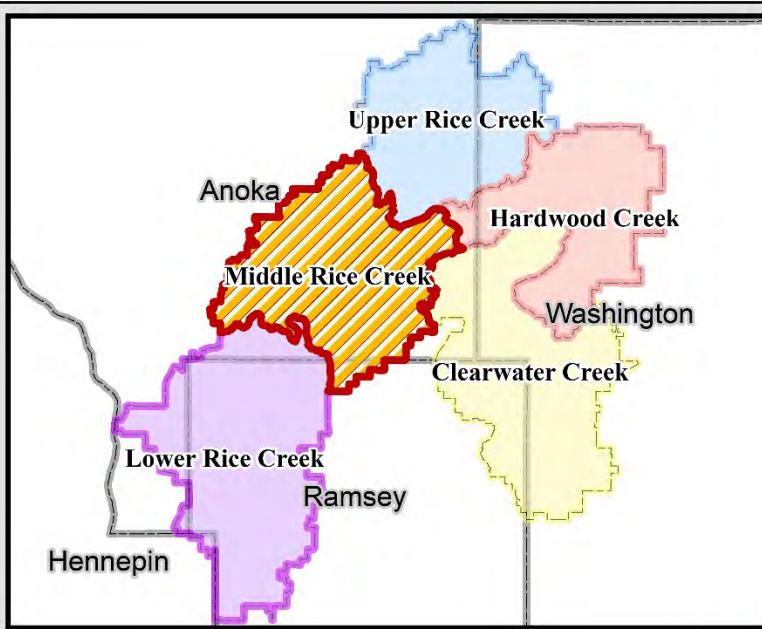 Upper Rice Creek
Anoka
Hardwood Creek
Middle Rice Creek
Washington
Clearwater Creek
Lower Rice Creek
Ramsey
Hennepin